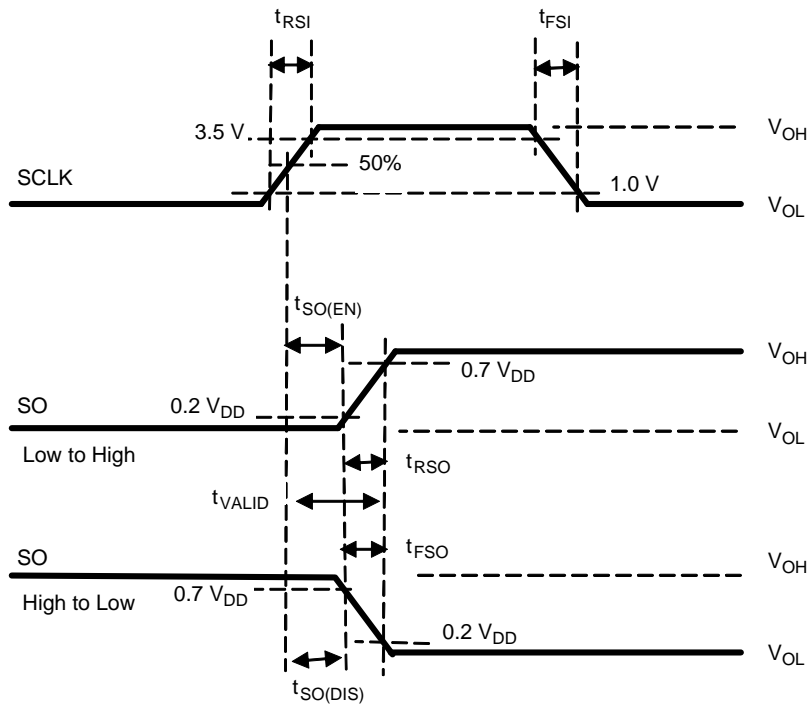 tRSI
tFSI
VOH
3.5 V
50%
SCLK
1.0 V
VOL
tSO(EN)
VOH
0.7 VDD
SO
0.2 VDD
VOL
Low to High
tRSO
tVALID
tFSO
SO
VOH
High to Low
0.7 VDD
0.2 VDD
VOL
tSO(DIS)